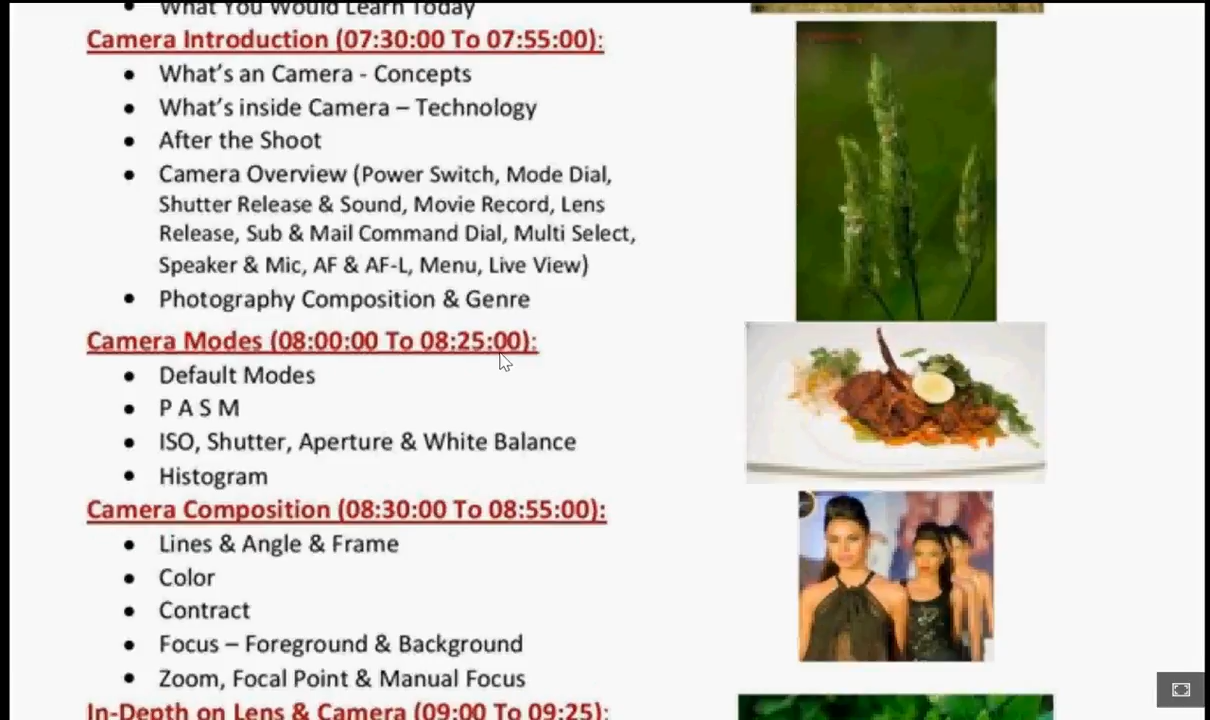 What You Would Learn Today
Camera Introduction (07:30:00 To 07:55:00):
What's an Camera - Concepts
What's inside Camera – Technology
After the Shoot
Camera Overview (Power Switch, Mode Dial,
Shutter Release & Sound, Movie Record, Lens
Release, Sub & Mail Command Dial, Multi Select,
Speaker & Mic, AF & AF-L, Menu, Live View)
Photography Composition & Genre
Camera Modes (08:00:00 To 08:25:00):
Default Modes
P A S M
ISO, Shutter, Aperture & White Balance
Histogram
Camera Composition (08:30:00 To 08:55:00):
Lines & Angle & Frame
Color
Contract
Focus – Foreground & Background
Zoom, Focal Point & Manual Focus
In-Depth on Lens & Camera (09:00 To 09:25):